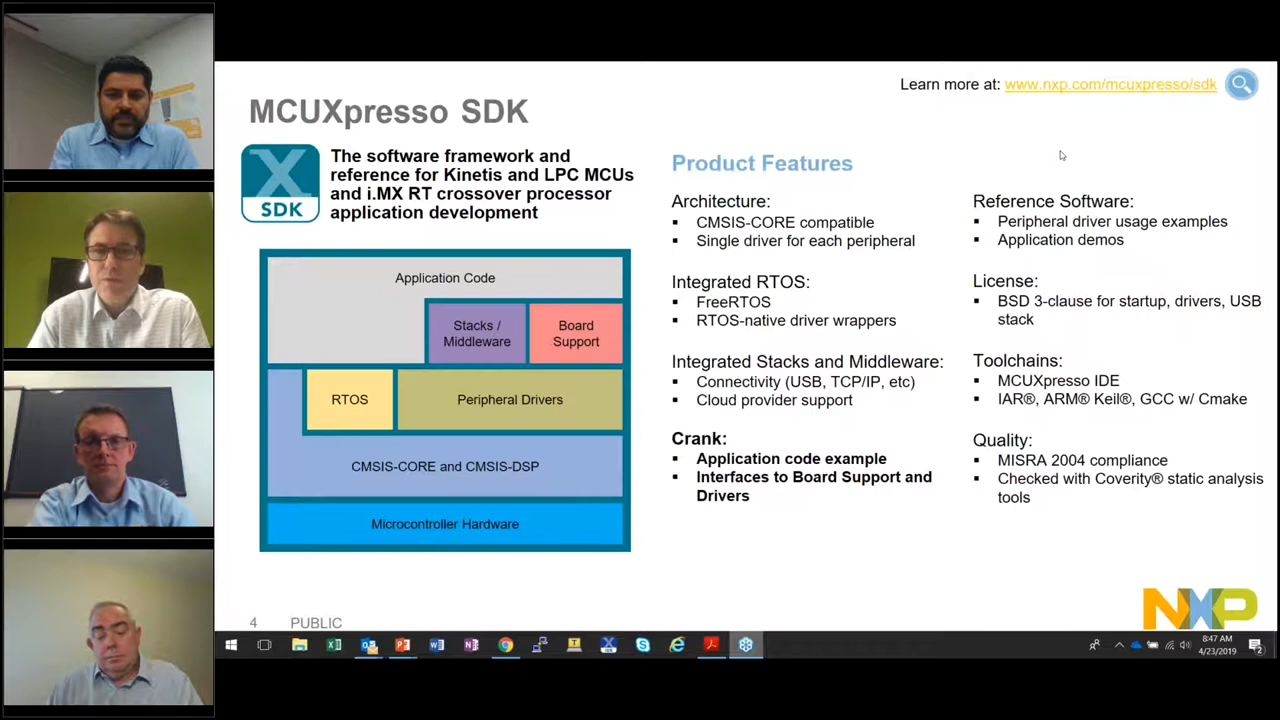 Learn more at: www.nxp.com/mcuxpresso/sdk
MCUXpresso SDK
SDK
The software framework and
reference for Kinetis and LPC MCUs
and i.MX RT crossover processor
application development
Application Code
Stacks /
Middleware
Board
Support
RTOS
Peripheral Drivers
CMSIS-CORE and CMSIS-DSP
Microcontroller Hardware
Product Features
Architecture:
▪ CMSIS-CORE compatible
▪ Single driver for each peripheral
Integrated RTOS:
▪ FreeRTOS
▪ RTOS-native driver wrappers
Integrated Stacks and Middleware:
▪ Connectivity (USB, TCP/IP, etc)
▪ Cloud provider support
Crank:
▪ Application code example
▪ Interfaces to Board Support and
Drivers
Reference Software:
▪ Peripheral driver usage examples
▪ Application demos
License:
▪ BSD 3-clause for startup, drivers, USB
stack
Toolchains:
▪ MCUXpresso IDE
▪ IAR®, ARM® Keil®, GCC w/ Cmake
Quality:
▪ MISRA 2004 compliance
▪ Checked with Coverity® static analysis
tools
4 PUBLIC
NXP
8:47 AM
4/23/2019